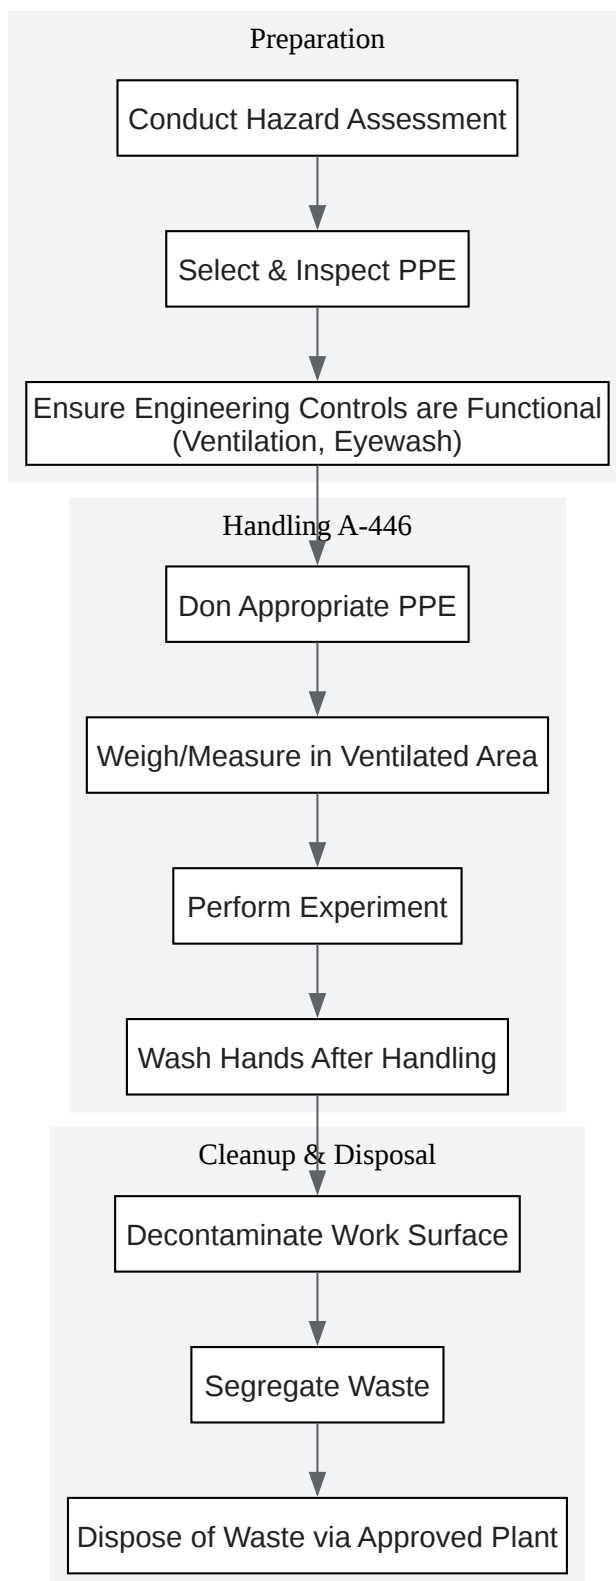 Preparation
Conduct Hazard Assessment
Select & Inspect PPE
Ensure Engineering Controls are Functional
(Ventilation, Eyewash)
Handling A-446
Don Appropriate PPE
Weigh/Measure in Ventilated Area
Perform Experiment
Wash Hands After Handling
Cleanup & Disposal
Decontaminate Work Surface
Segregate Waste
Dispose of Waste via Approved Plant